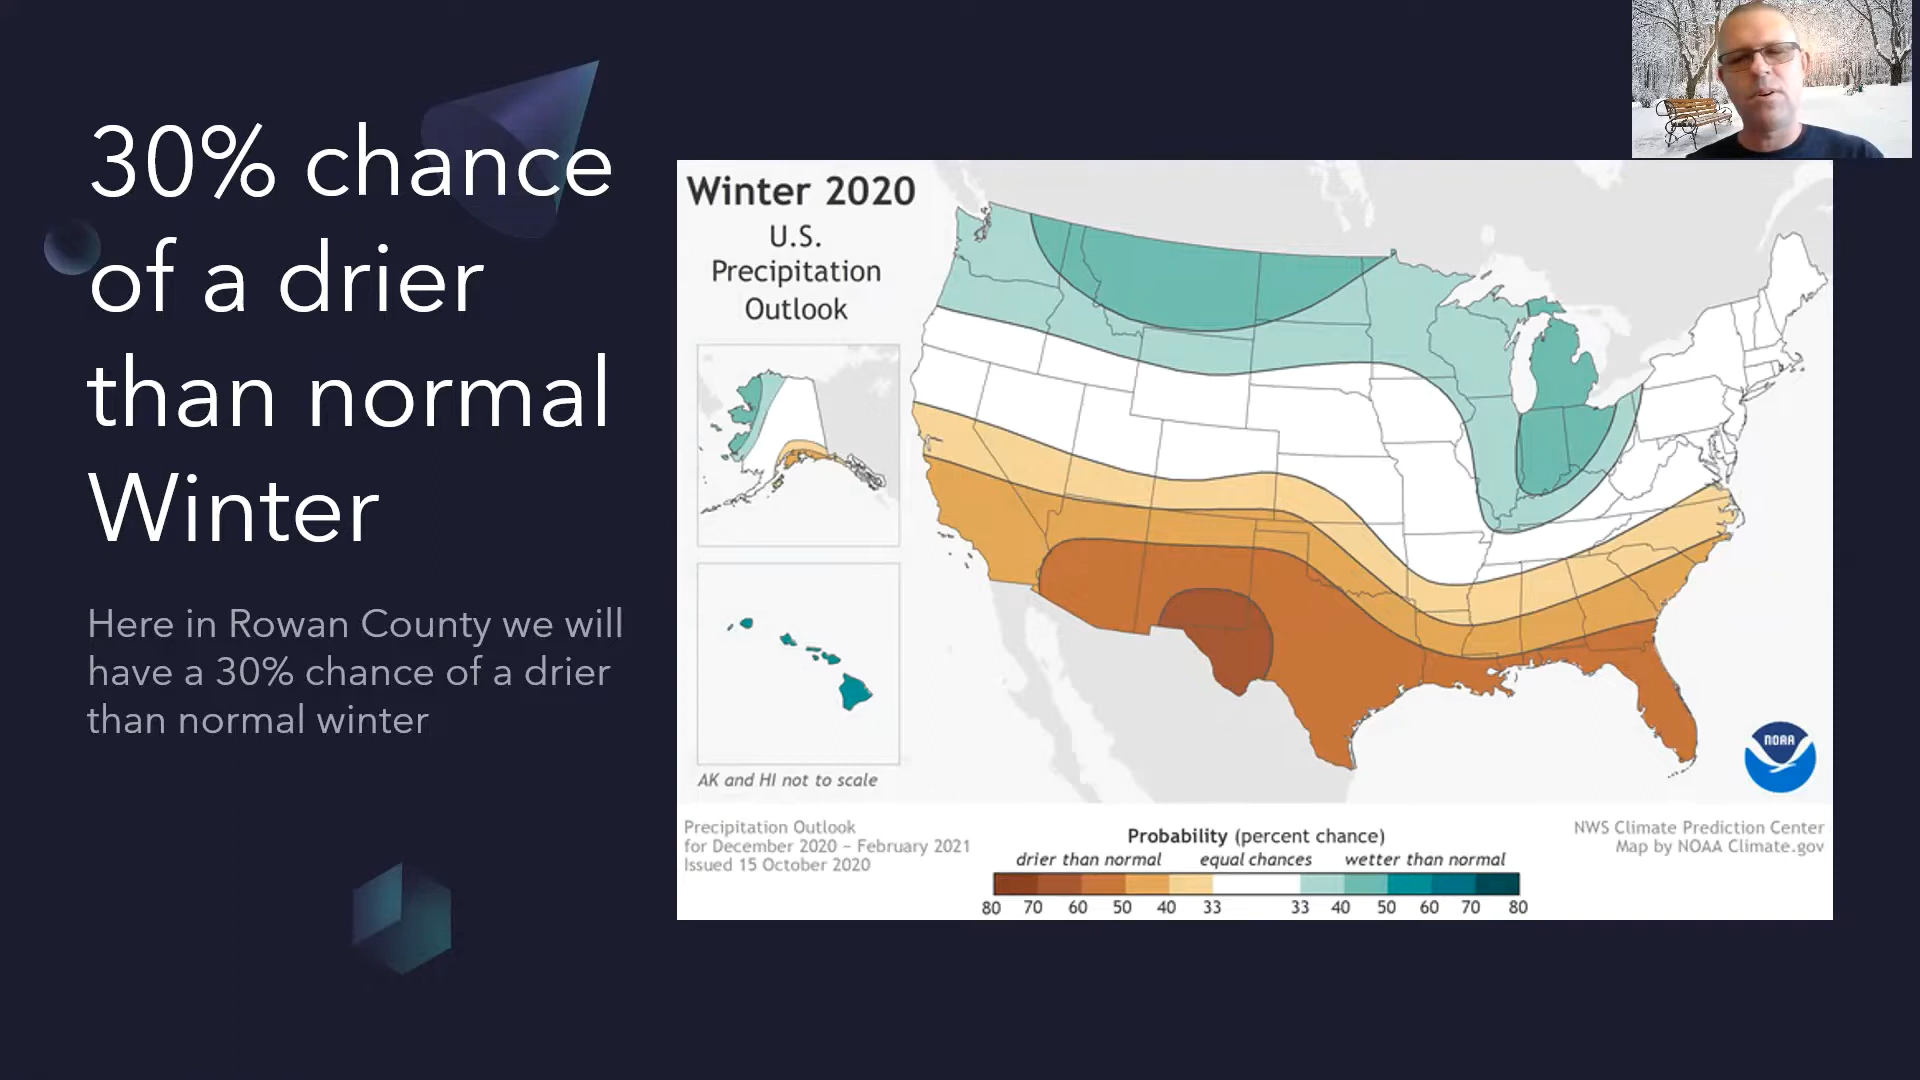 30% chance
of a drier
than normal
Winter
Here in Rowan County we will
have a 30% chance of a drier
than normal winter
Winter 2020
U.S.
Precipitation
Outlook
AK and HI not to scale
NOAA
Precipitation Outlook
for December 2020 – February 2021
Issued 15 October 2020
Probability (percent chance)
drier than normal equal chances wetter than normal
80 70 60 50 40 33 33 40 50 60 70 80
NWS Climate Prediction Center
Map by NOAA Climate.gov